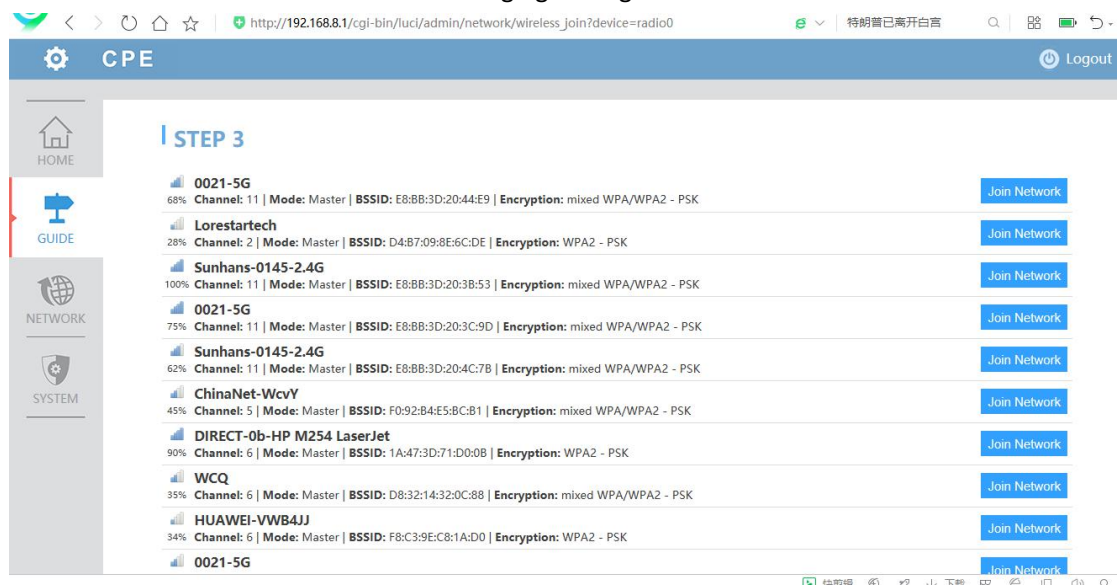 http://192.168.8.1/cgi-bin/luci/admin/network/wireless_join?device=radio0
特朗普已离开白宫
CPE
Logout
STEP 3
HOME
GUIDE
NETWORK
SYSTEM
0021-5G
68% Channel: 11 | Mode: Master | BSSID: E8:BB:3D:20:44:E9 | Encryption: mixed WPA/WPA2 - PSK
Join Network
Lorestartech
28% Channel: 2 | Mode: Master | BSSID: D4:B7:09:8E:6C:DE | Encryption: WPA2 - PSK
Join Network
Sunhans-0145-2.4G
100% Channel: 11 | Mode: Master | BSSID: E8:BB:3D:20:3B:53 | Encryption: mixed WPA/WPA2 - PSK
Join Network
0021-5G
75% Channel: 11 | Mode: Master | BSSID: E8:BB:3D:20:3C:9D | Encryption: mixed WPA/WPA2 - PSK
Join Network
Sunhans-0145-2.4G
62% Channel: 11 | Mode: Master | BSSID: E8:BB:3D:20:4C:7B | Encryption: mixed WPA/WPA2 - PSK
Join Network
ChinaNet-WcvY
45% Channel: 5 | Mode: Master | BSSID: F0:92:B4:E5:BC:B1 | Encryption: mixed WPA/WPA2 - PSK
Join Network
DIRECT-0b-HP M254 LaserJet
90% Channel: 6 | Mode: Master | BSSID: 1A:47:3D:71:D0:0B | Encryption: WPA2 - PSK
Join Network
WCQ
35% Channel: 6 | Mode: Master | BSSID: D8:32:14:32:0C:88 | Encryption: mixed WPA/WPA2 - PSK
Join Network
HUAWEI-VWB4JJ
34% Channel: 6 | Mode: Master | BSSID: F8:C3:9E:C8:1A:D0 | Encryption: WPA2 - PSK
Join Network
0021-5G
Join Network